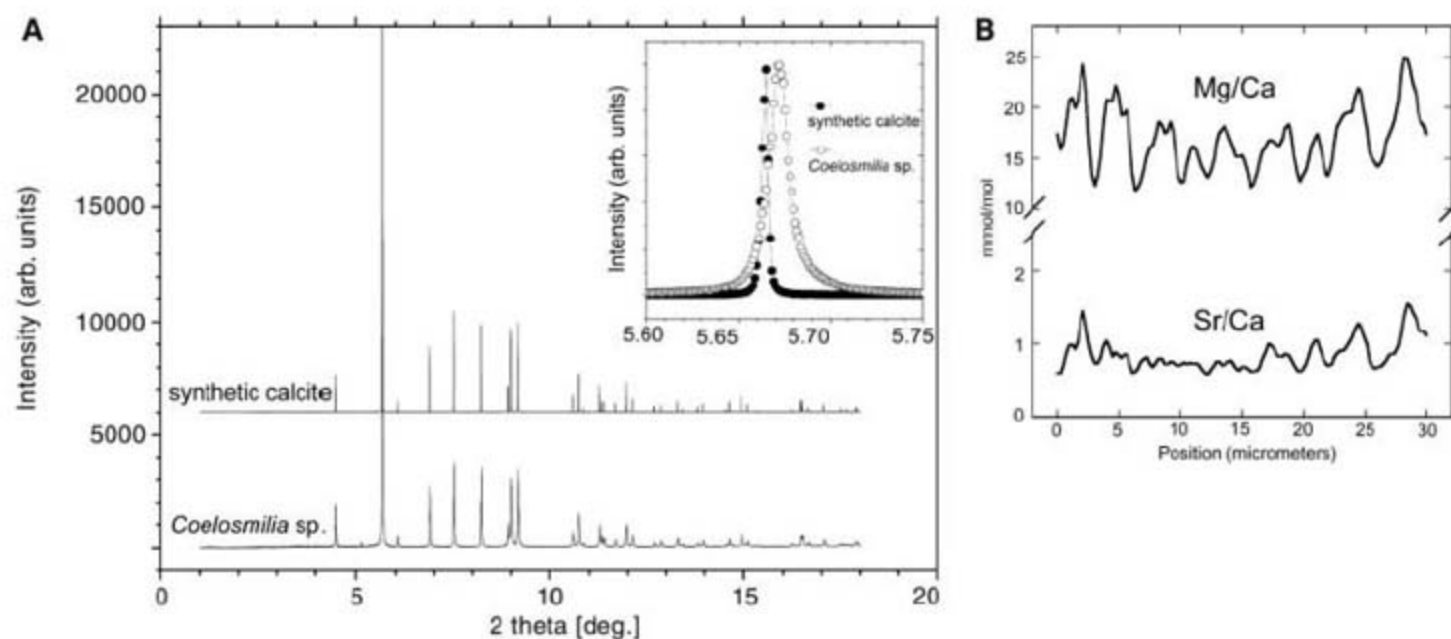 A
Intensity (arb. units)
20000
15000
10000
5000
synthetic calcite
Coelosmilia sp.
0
5
10
15
20
2 theta [deg.]
Intensity (arb. units)
synthetic calcite
Coelosmilia sp.
5.60
5.65
5.70
5.75
B
25
20
15
10
2
1
0
mmol/mol
Mg/Ca
Sr/Ca
0
5
10
15
20
25
30
Position (micrometers)